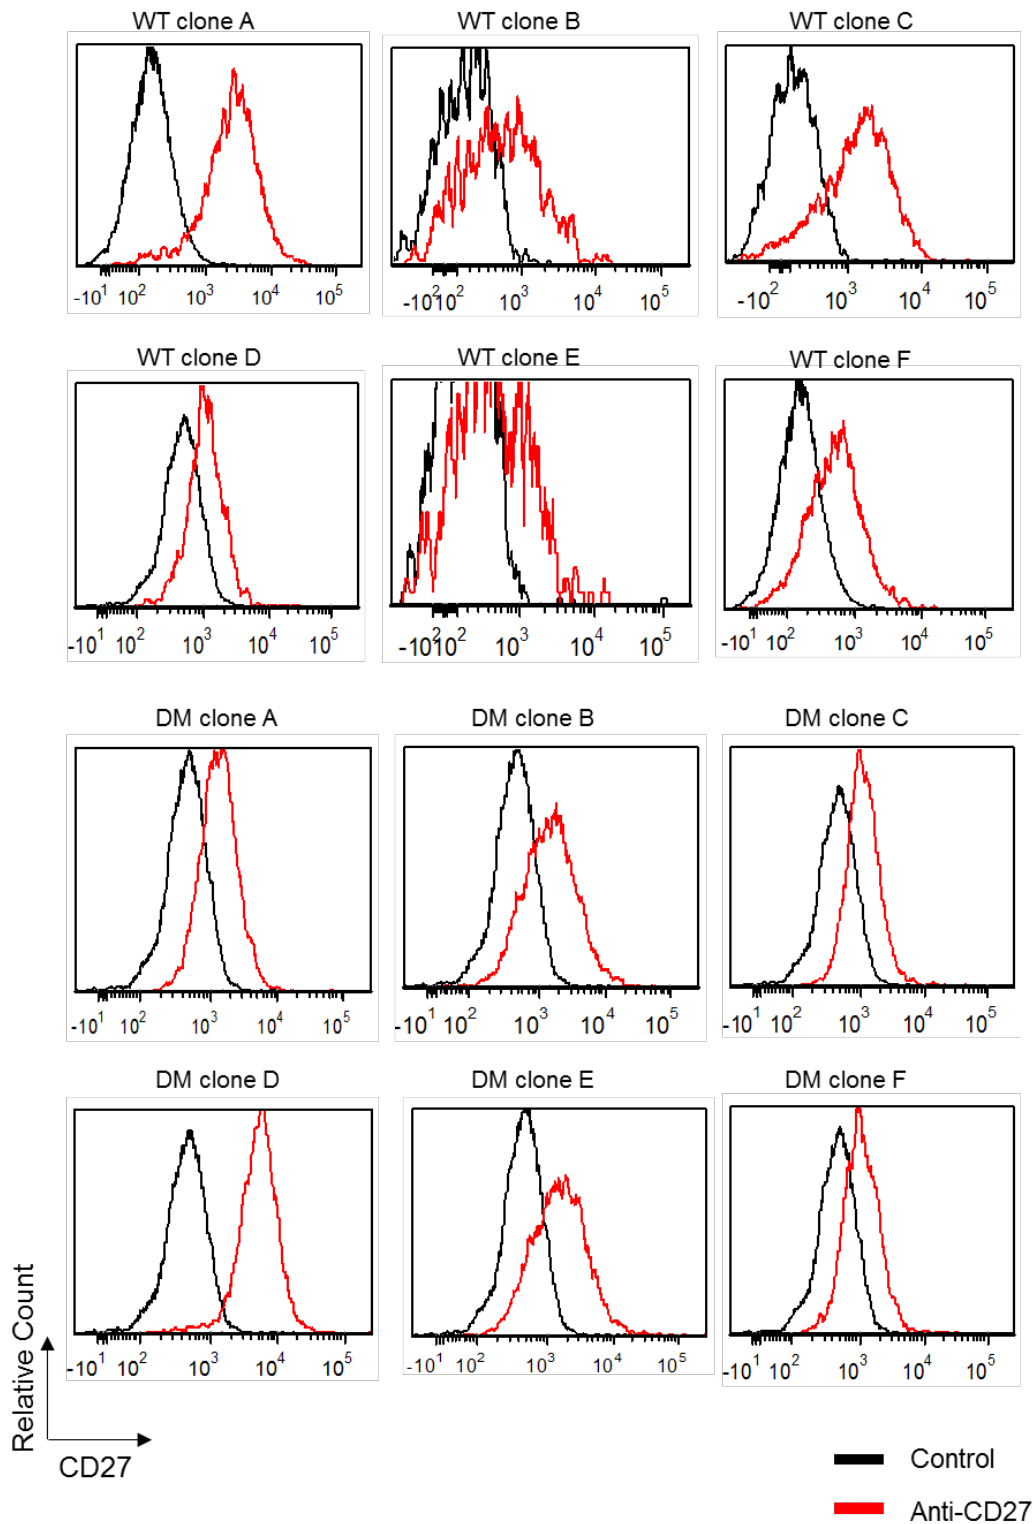 WT clone A WT clone B WT clone C
-10¹ 10² 10³ 10⁴ 10⁵ -10²10² 10³ 10⁴ 10⁵ -10² 10³ 10⁴ 10⁵
WT clone D WT clone E WT clone F
-10¹ 10² 10³ 10⁴ 10⁵ 10³ 10⁴ 10⁵ -10¹ 10² 10³ 10⁴ 10⁵
DM clone A DM clone B DM clone C
-10¹ 10² 10³ 10⁴ 10⁵ -10¹ 10² 10³ 10⁴ 10⁵ -10¹ 10² 10³ 10⁴ 10⁵
DM clone D DM clone E DM clone F
-10¹ 10² 10³ 10⁴ 10⁵ -10¹ 10² 10³ 10⁴ 10⁵ -10¹ 10² 10³ 10⁴ 10⁵
Relative Count
CD27
Control
Anti-CD27